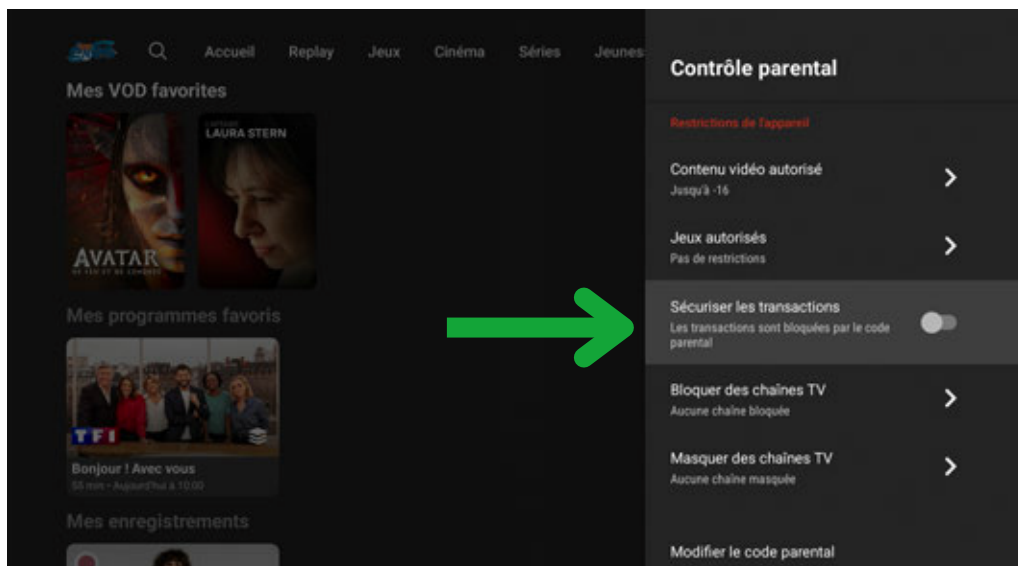 Accueil Replay Jeux Cinéma Séries Jeunes
Mes VOD favorites
LAURA STERN
AVATAR
Mes programmes favoris
TF1
Bonjour ! Avec vous
55 min • Aujourd'hui à 10:00
Mes enregistrements
Contrôle parental
Restrictions de l'appareil
Contenu vidéo autorisé
Jusqu'à -16
Jeux autorisés
Pas de restrictions
Sécuriser les transactions
Les transactions sont bloquées par le code
parental
Bloquer des chaînes TV
Aucune chaîne bloquée
Masquer des chaînes TV
Aucune chaîne masquée
Modifier le code parental